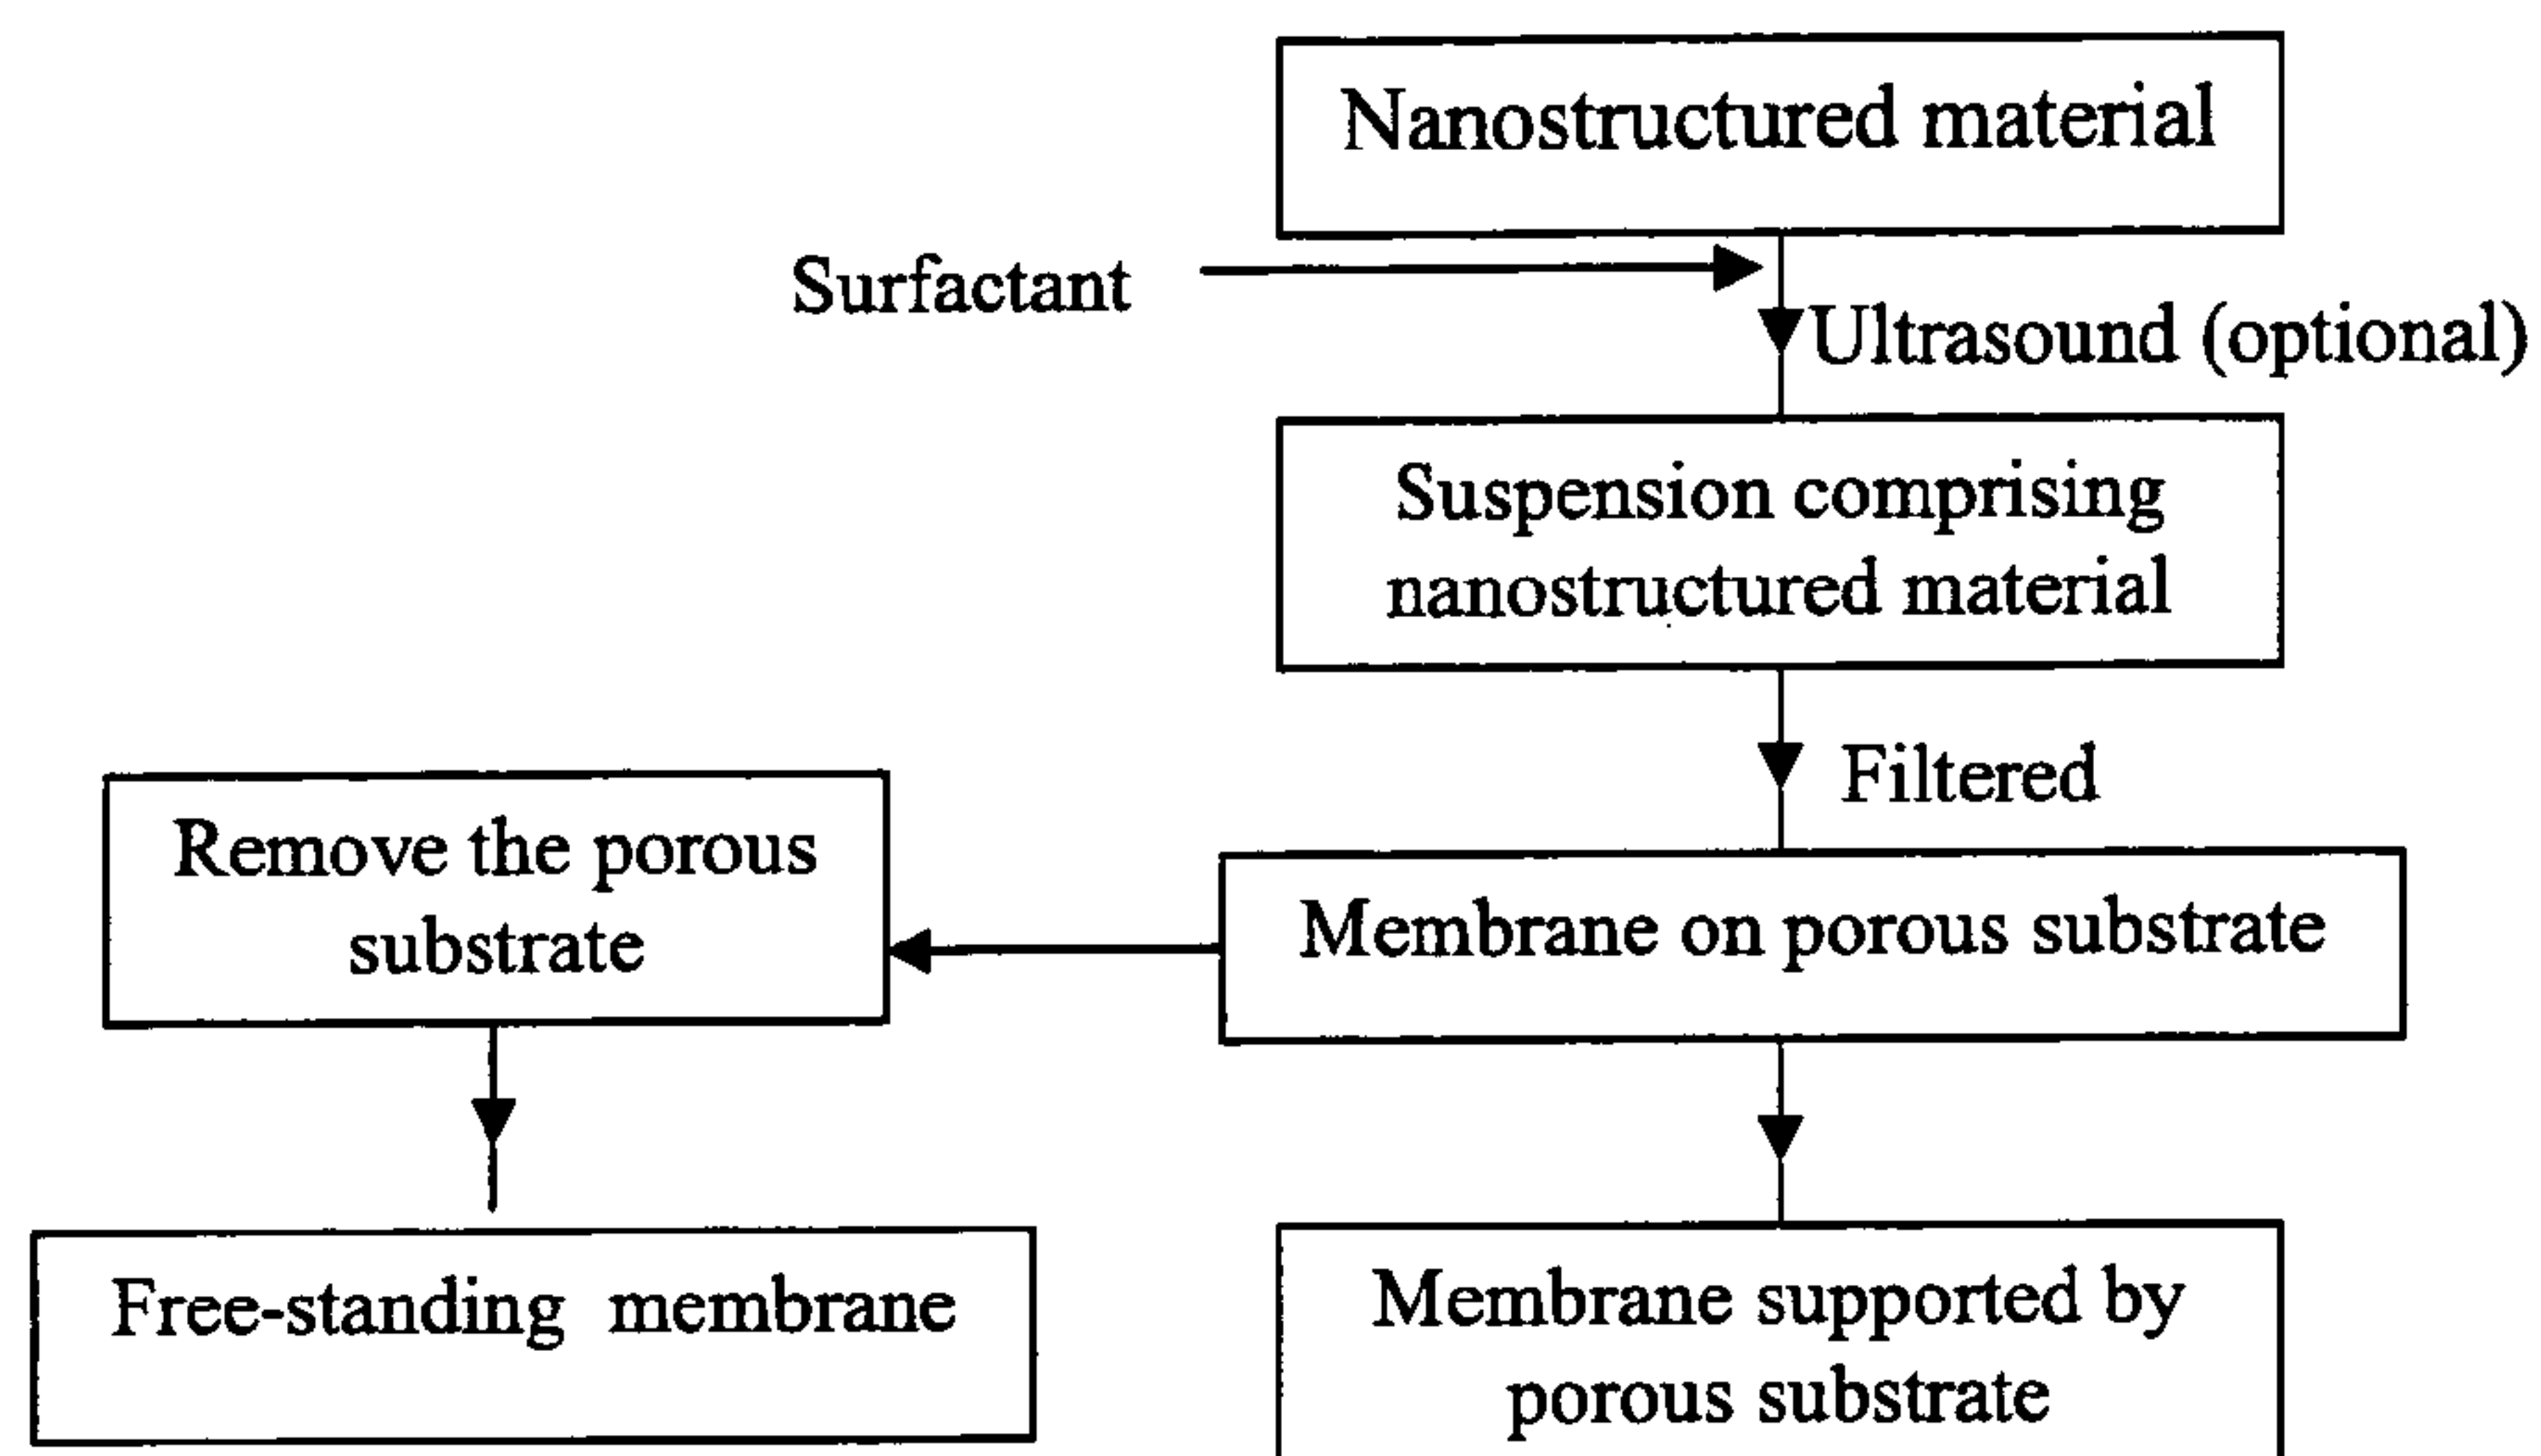 Nanostructured material
Surfactant
Ultrasound (optional)
Suspension comprising
nanostructured material
Filtered
Remove the porous
substrate
Membrane on porous substrate
Free-standing membrane
Membrane supported by
porous substrate